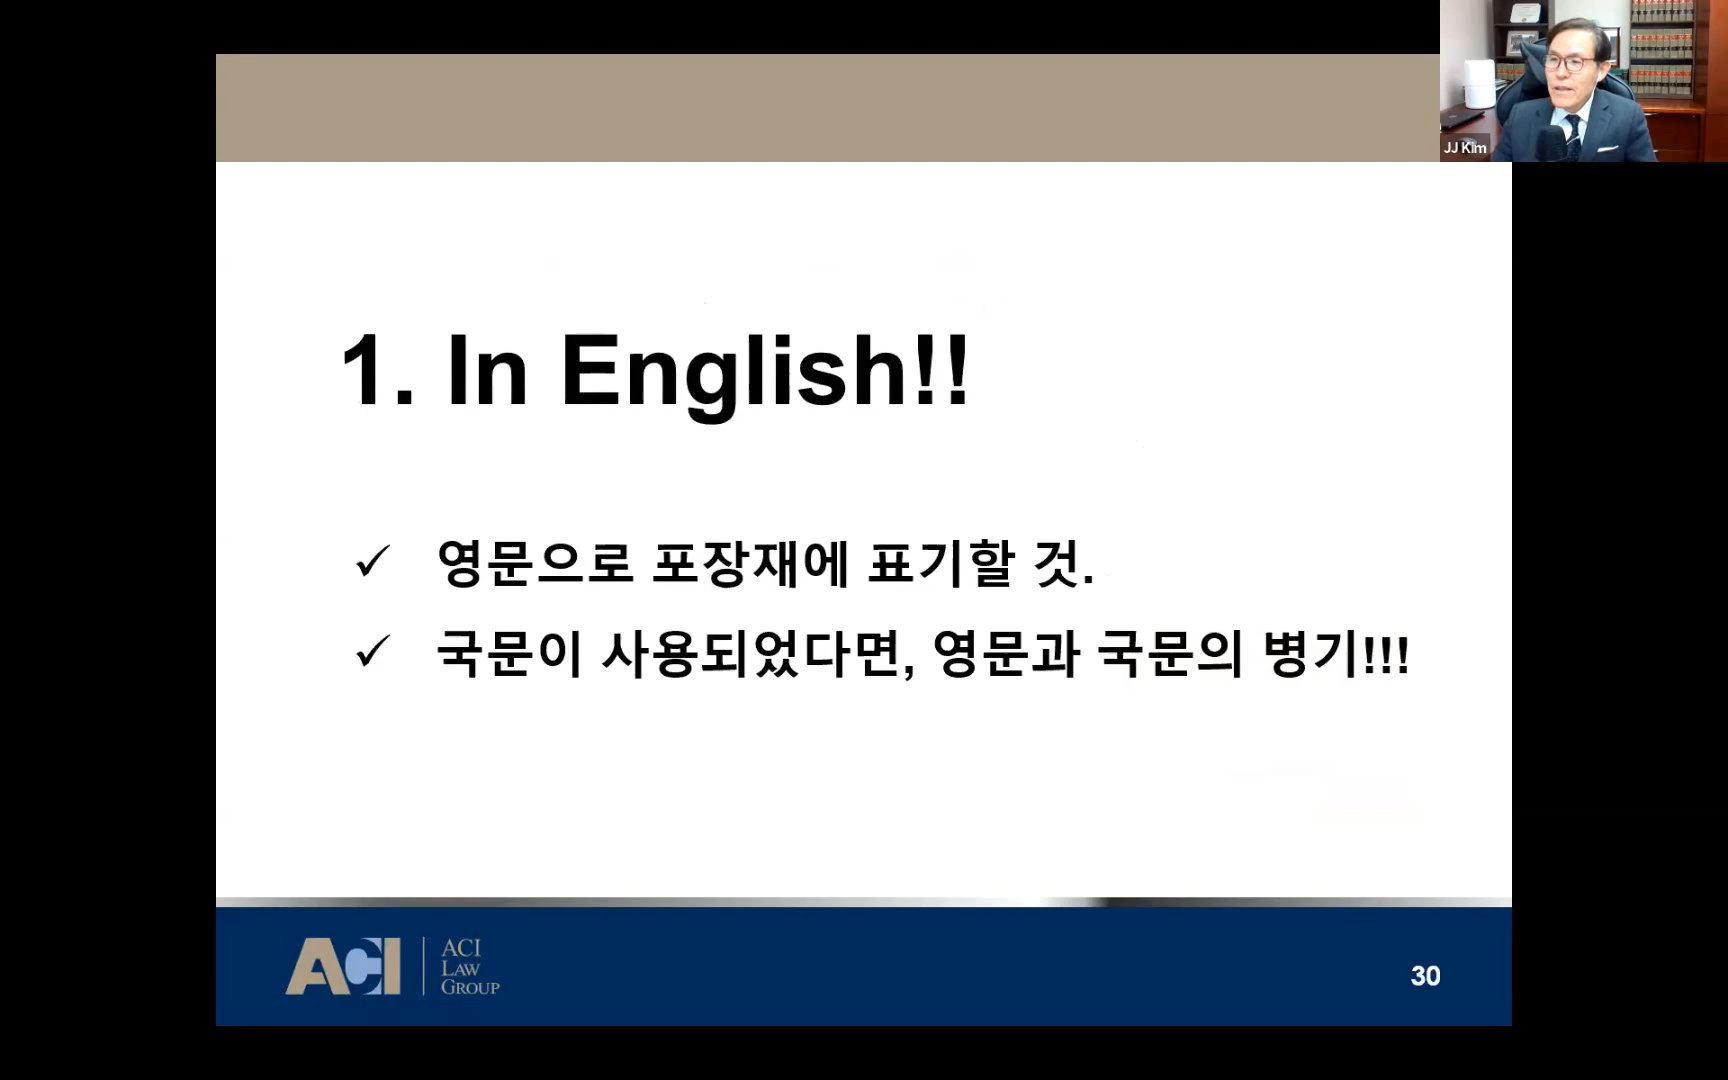 JJ Kim
1. In English!!
✓ 영문으로 포장재에 표기할 것.
✓ 국문이 사용되었다면, 영문과 국문의 병기!!!
ACI
ACI
LAW
GROUP
30